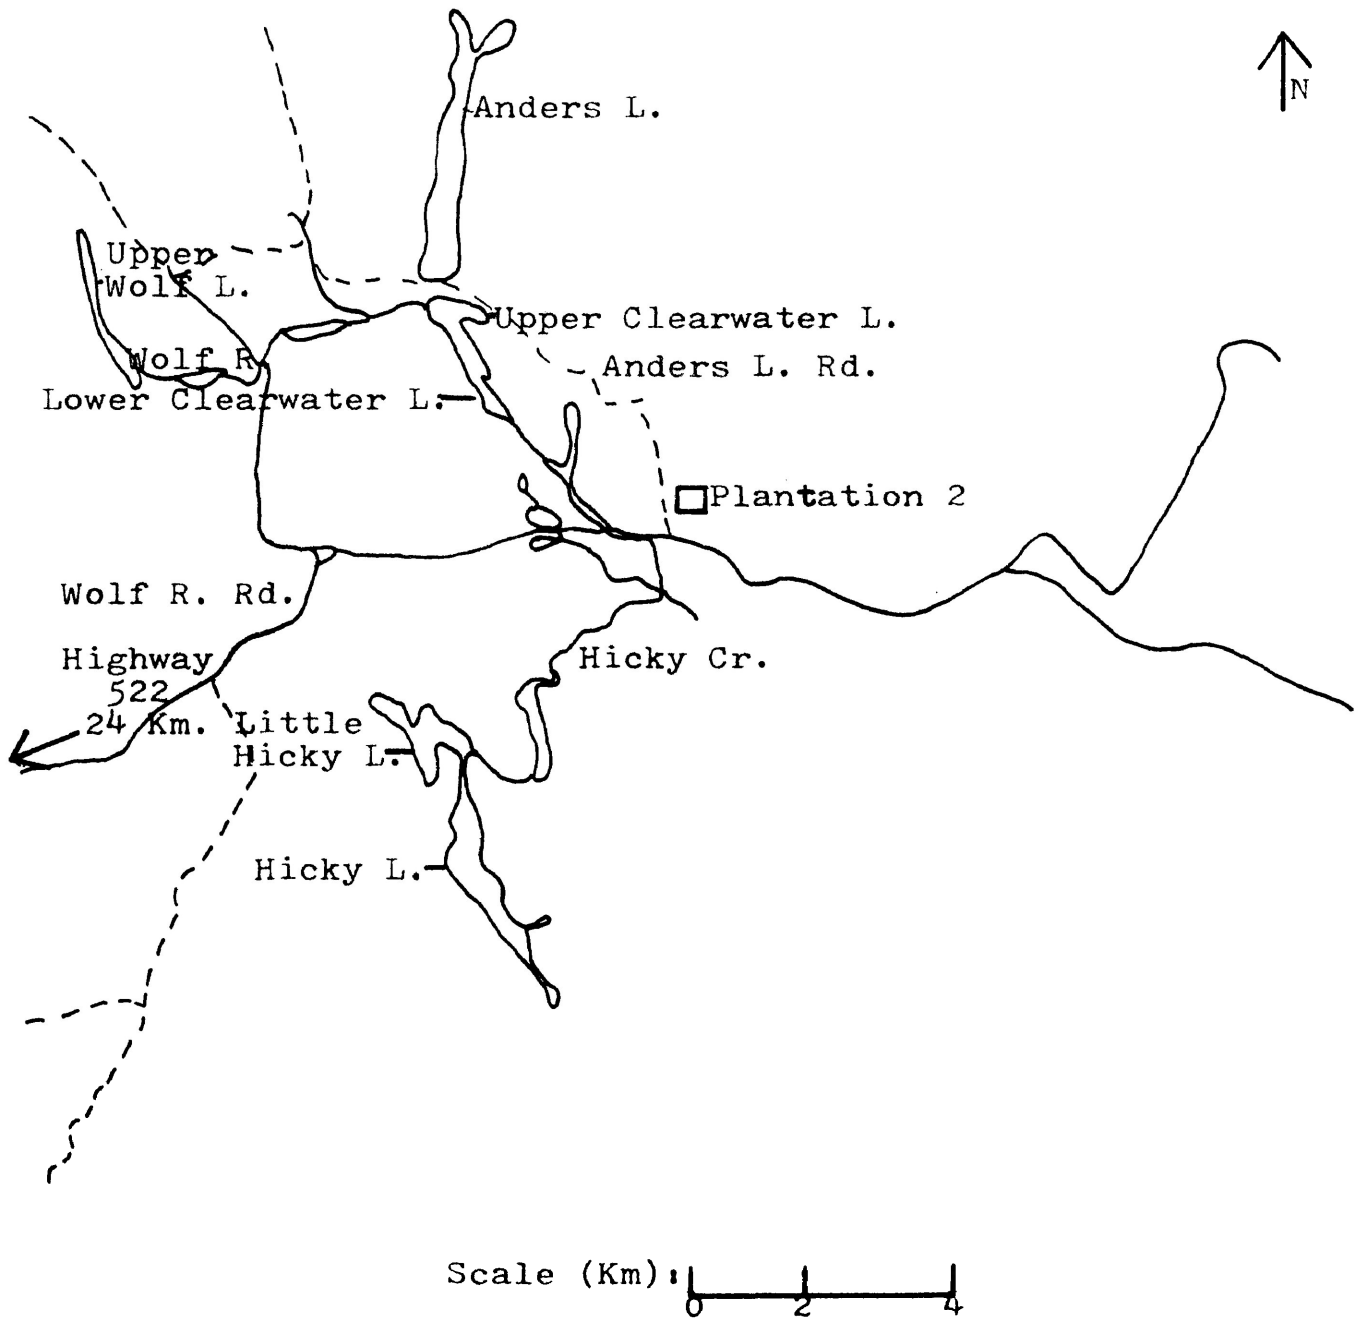 N
Anders L.
Upper
Wolf L.
Upper Clearwater L.
Wolf R.
Anders L. Rd.
Lower Clearwater L.
Plantation 2
Wolf R. Rd.
Highway
522
24 Km.
Hicky Cr.
Little
Hicky L.
Hicky L.
Scale (Km):
0 2 4